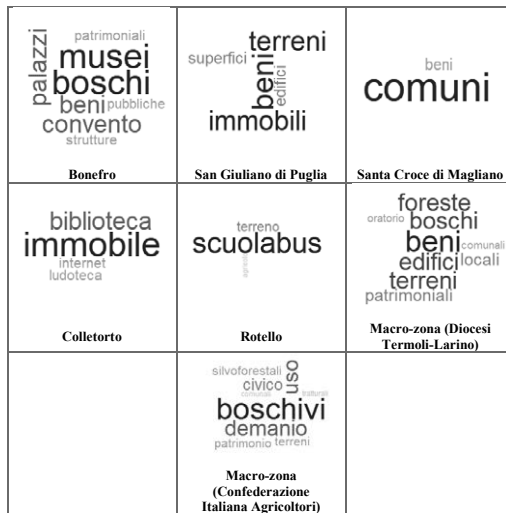 patrimoniali
palazzi
musei
boschi
beni pubbliche
convento
strutture
Bonefro
terreni
superfici
beni
edifici
immobili
San Giuliano di Puglia
beni
comuni
Santa Croce di Magliano
biblioteca
immobile
internet
ludoteca
Colletorto
terreno
scuolabus
Rotello
foreste
oratorio boschi
beni comunali
edifici locali
terreni
patrimoniali
Macro-zona (Diocesi
Termoli-Larino)
silvoforestali
civico uso
comunali
boschivi
demanio
patrimonio terreni
Macro-zona
(Confederazione
Italiana Agricoltori)